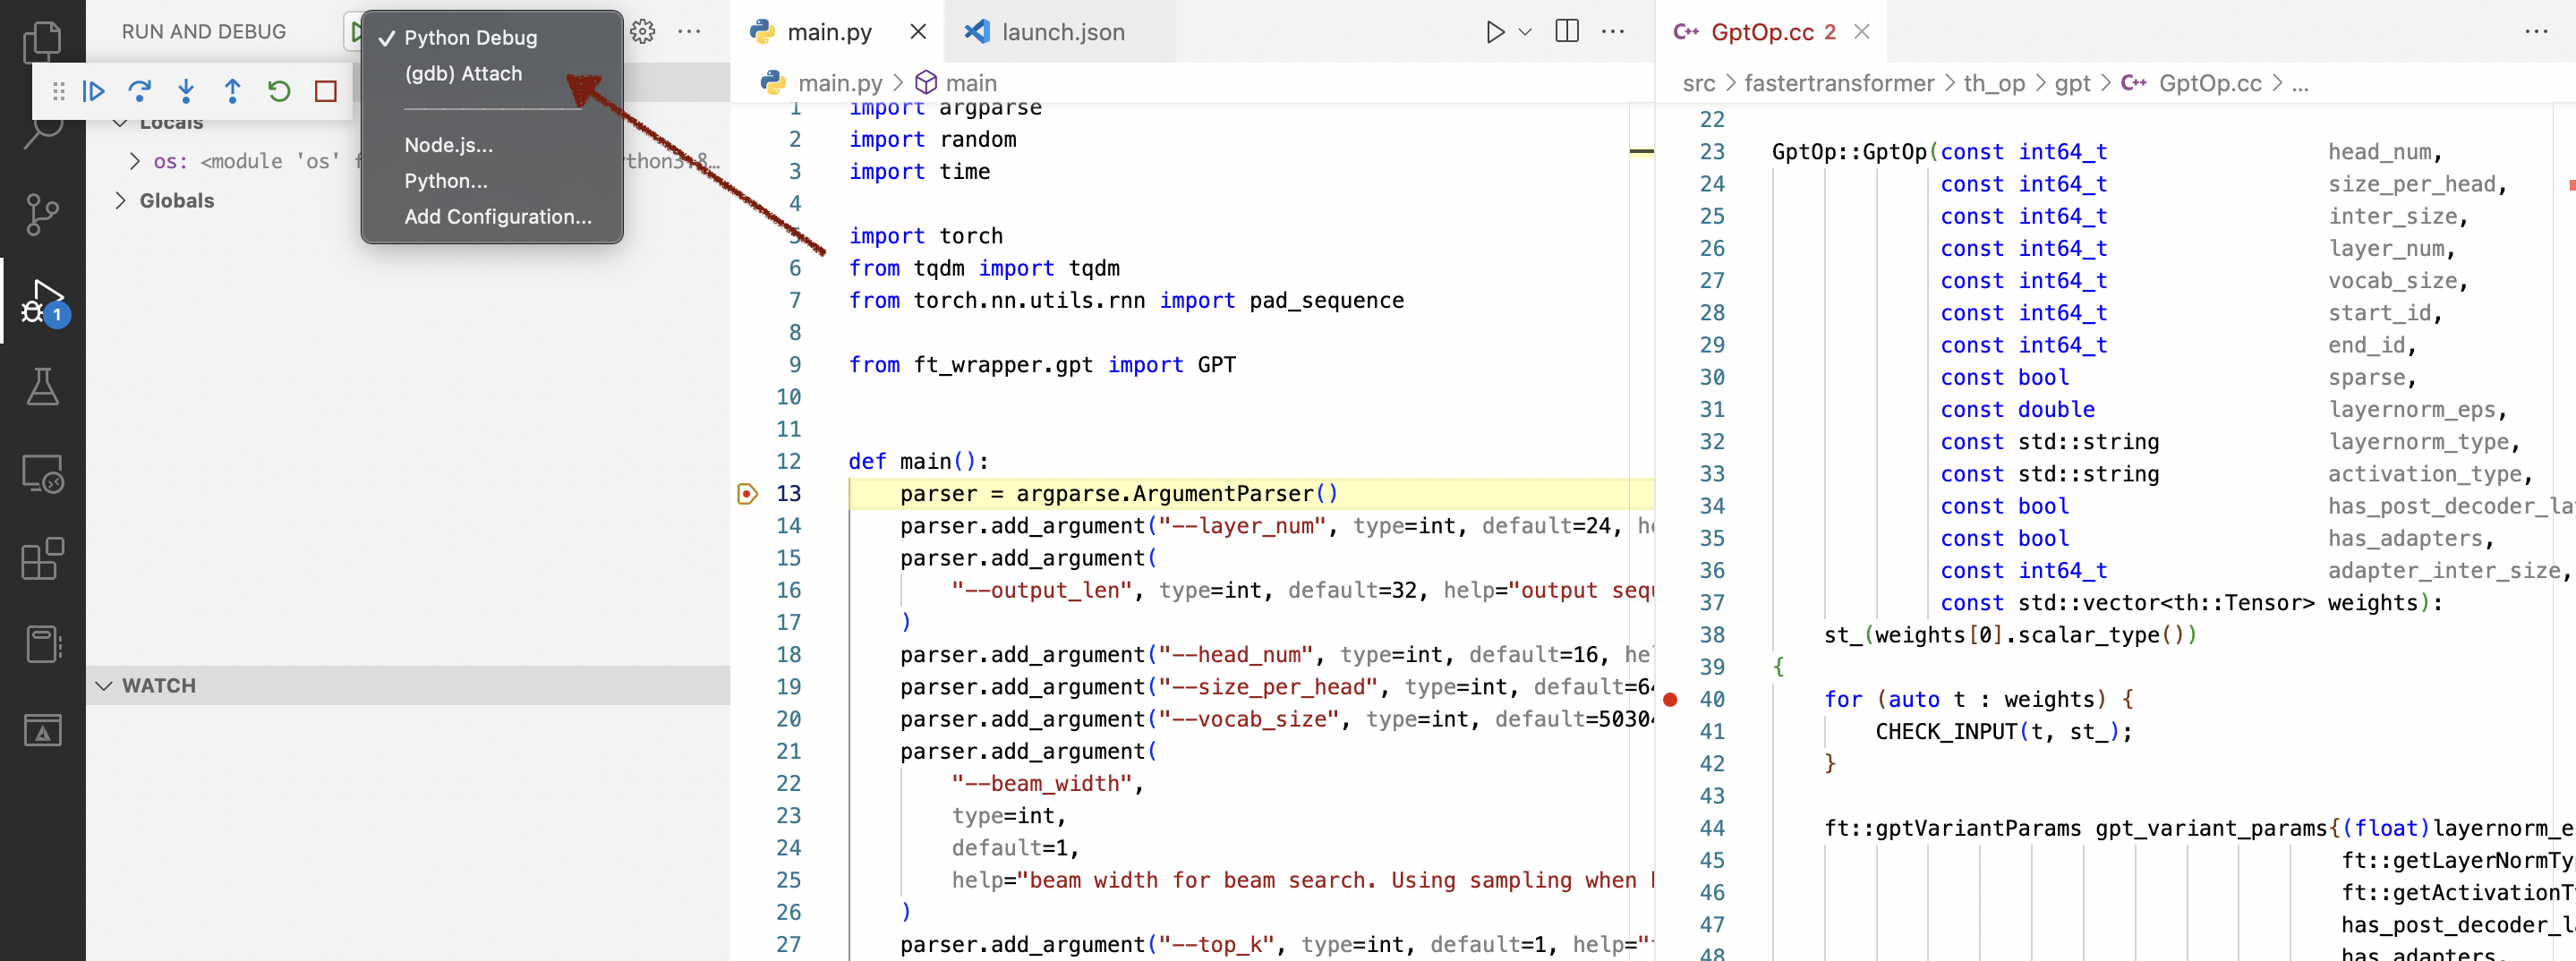 RUN AND DEBUG
✓ Python Debug
(gdb) Attach
Node.js...
Python...
Add Configuration...
Locals
os: <module 'os' f
ython3.8…
Globals
1
WATCH
main.py
launch.json
main.py > main
1 import argparse
2 import random
3 import time
4
5 import torch
6 from tqdm import tqdm
7 from torch.nn.utils.rnn import pad_sequence
8
9 from ft_wrapper.gpt import GPT
10
11
12 def main():
13 parser = argparse.ArgumentParser()
14 parser.add_argument("--layer_num", type=int, default=24, he
15 parser.add_argument(
16 "--output_len", type=int, default=32, help="output sequ
17 )
18 parser.add_argument("--head_num", type=int, default=16, hel
19 parser.add_argument("--size_per_head", type=int, default=64
20 parser.add_argument("--vocab_size", type=int, default=50304
21 parser.add_argument(
22 "--beam_width",
23 type=int,
24 default=1,
25 help="beam width for beam search. Using sampling when b
26 )
27 parser.add_argument("--top_k", type=int, default=1, help="
C++ GptOp.cc 2
src > fastertransformer > th_op > gpt > C++ GptOp.cc > ...
22
23 GptOp::GptOp(const int64_t head_num,
24 const int64_t size_per_head,
25 const int64_t inter_size,
26 const int64_t layer_num,
27 const int64_t vocab_size,
28 const int64_t start_id,
29 const int64_t end_id,
30 const bool sparse,
31 const double layernorm_eps,
32 const std::string layernorm_type,
33 const std::string activation_type,
34 const bool has_post_decoder_la
35 const bool has_adapters,
36 const int64_t adapter_inter_size,
37 const std::vector<th::Tensor> weights):
38 st_(weights[0].scalar_type())
39 {
40 for (auto t : weights) {
41 CHECK_INPUT(t, st_);
42 }
43
44 ft::gptVariantParams gpt_variant_params{(float)layernorm_e
45 ft::getLayerNormTy
46 ft::getActivationT
47 has_post_decoder_l
48 has_adapters,